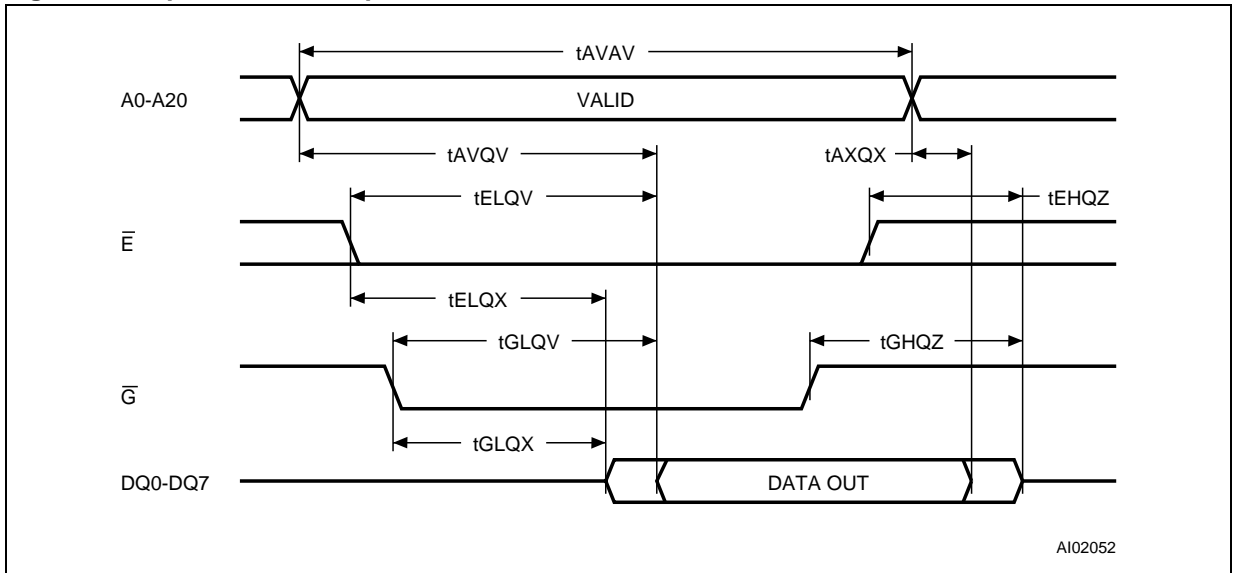 tAVAV
A0-A20
VALID
tAVQV
tAXQX
tELQV
tEHQZ
E̅
tELQX
tGLQV
tGHQZ
G̅
tGLQX
DQ0-DQ7
DATA OUT
AI02052